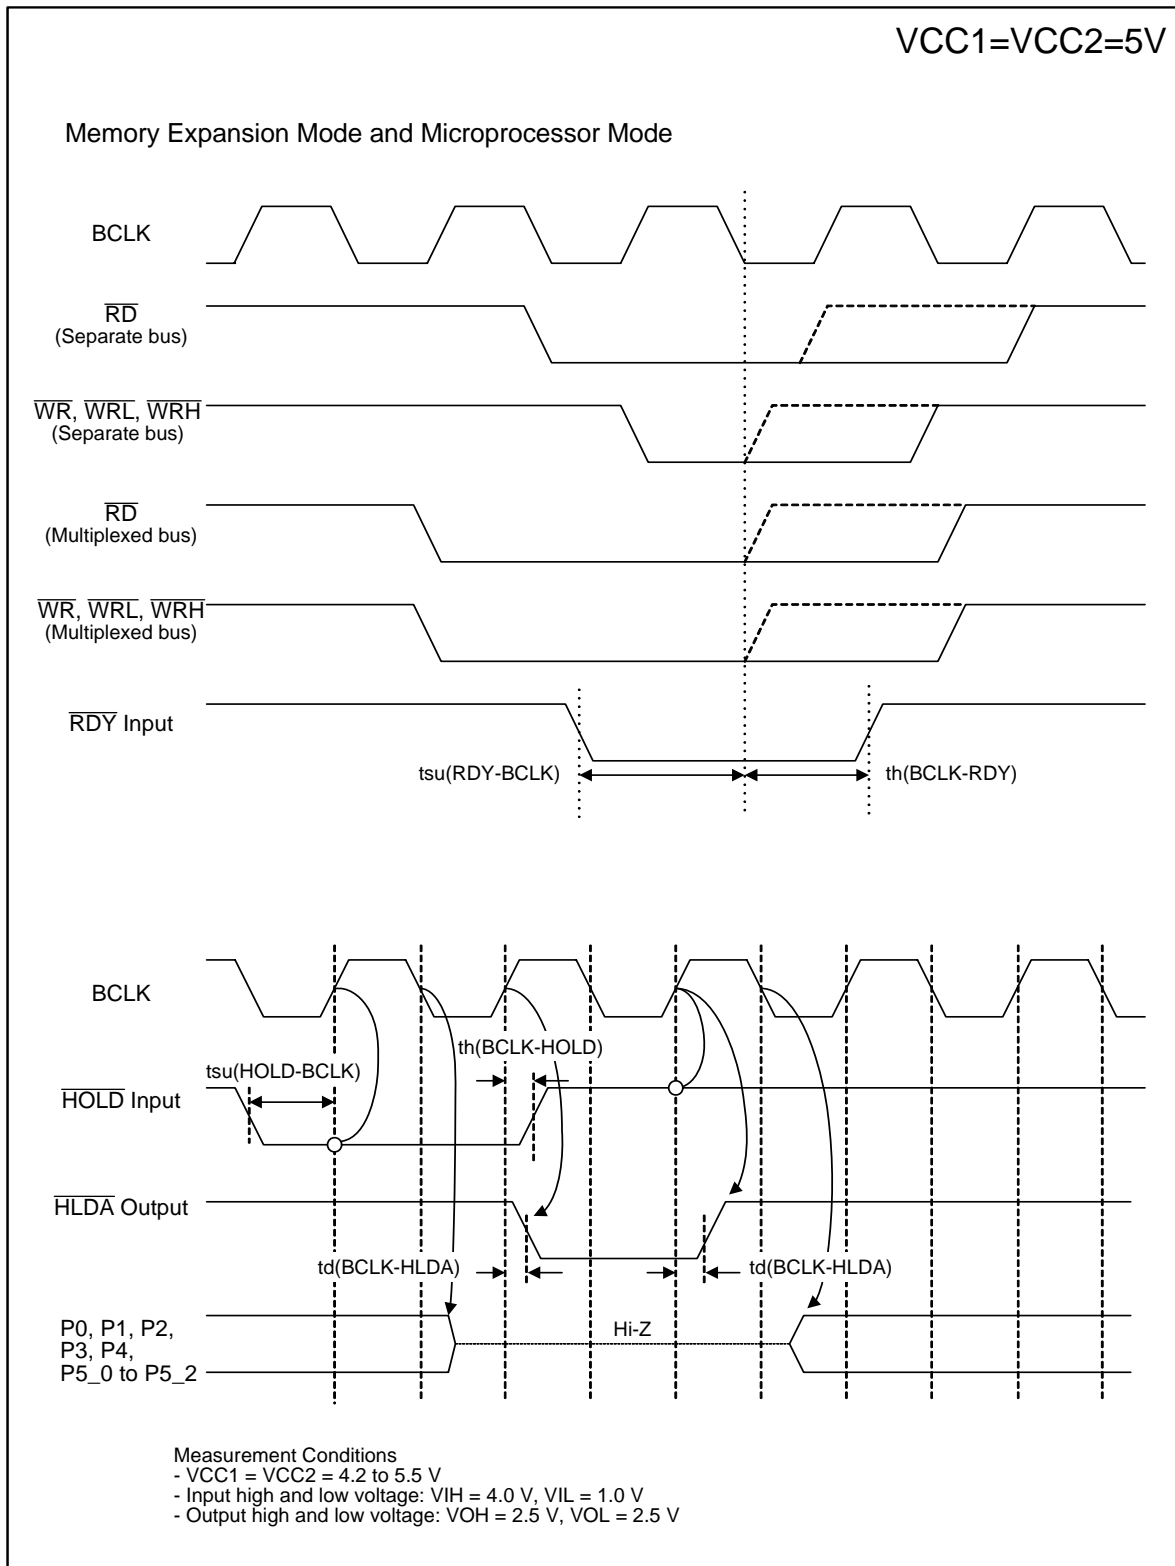 VCC1=VCC2=5V
Memory Expansion Mode and Microprocessor Mode
BCLK
RD
(Separate bus)
WR, WRL, WRH
(Separate bus)
RD
(Multiplexed bus)
WR, WRL, WRH
(Multiplexed bus)
RDY Input
tsu(RDY-BCLK)
th(BCLK-RDY)
BCLK
th(BCLK-HOLD)
tsu(HOLD-BCLK)
HOLD Input
HLDA Output
td(BCLK-HLDA)
td(BCLK-HLDA)
P0, P1, P2,
P3, P4,
P5_0 to P5_2
Hi-Z
Measurement Conditions
- VCC1 = VCC2 = 4.2 to 5.5 V
- Input high and low voltage: VIH = 4.0 V, VIL = 1.0 V
- Output high and low voltage: VOH = 2.5 V, VOL = 2.5 V